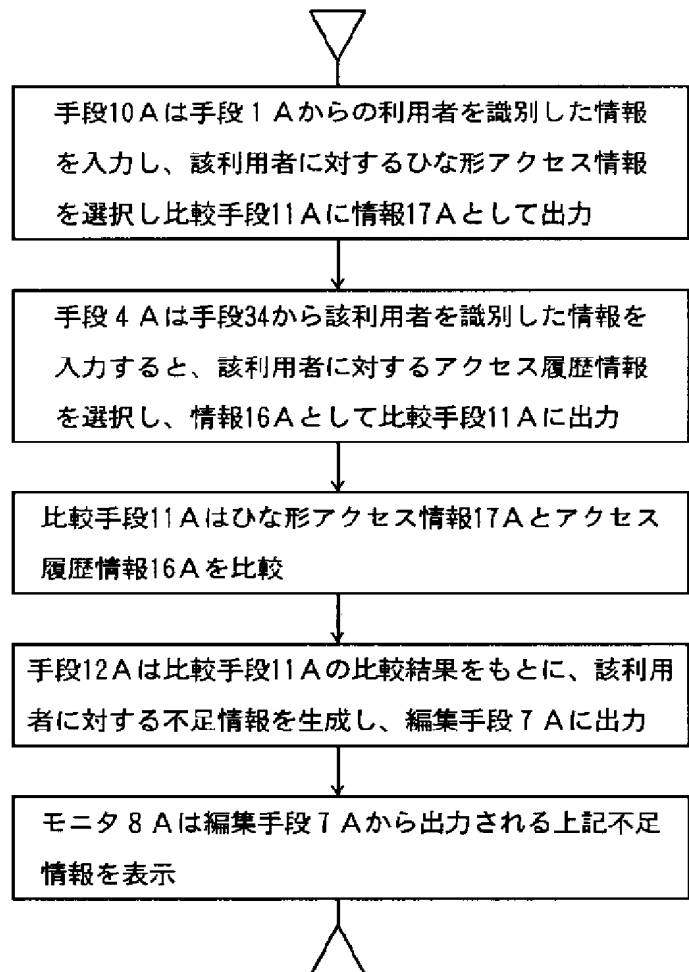 手段10Aは手段1Aからの利用者を識別した情報
を入力し、該利用者に対するひな形アクセス情報
を選択し比較手段11Aに情報17Aとして出力
手段4Aは手段34から該利用者を識別した情報を
入力すると、該利用者に対するアクセス履歴情報
を選択し、情報16Aとして比較手段11Aに出力
比較手段11Aはひな形アクセス情報17Aとアクセス
履歴情報16Aを比較
手段12Aは比較手段11Aの比較結果をもとに、該利用
者に対する不足情報を生成し、編集手段7Aに出力
モニタ8Aは編集手段7Aから出力される上記不足
情報を表示